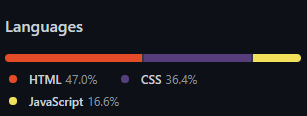 Languages
HTML 47.0% CSS 36.4%
JavaScript 16.6%